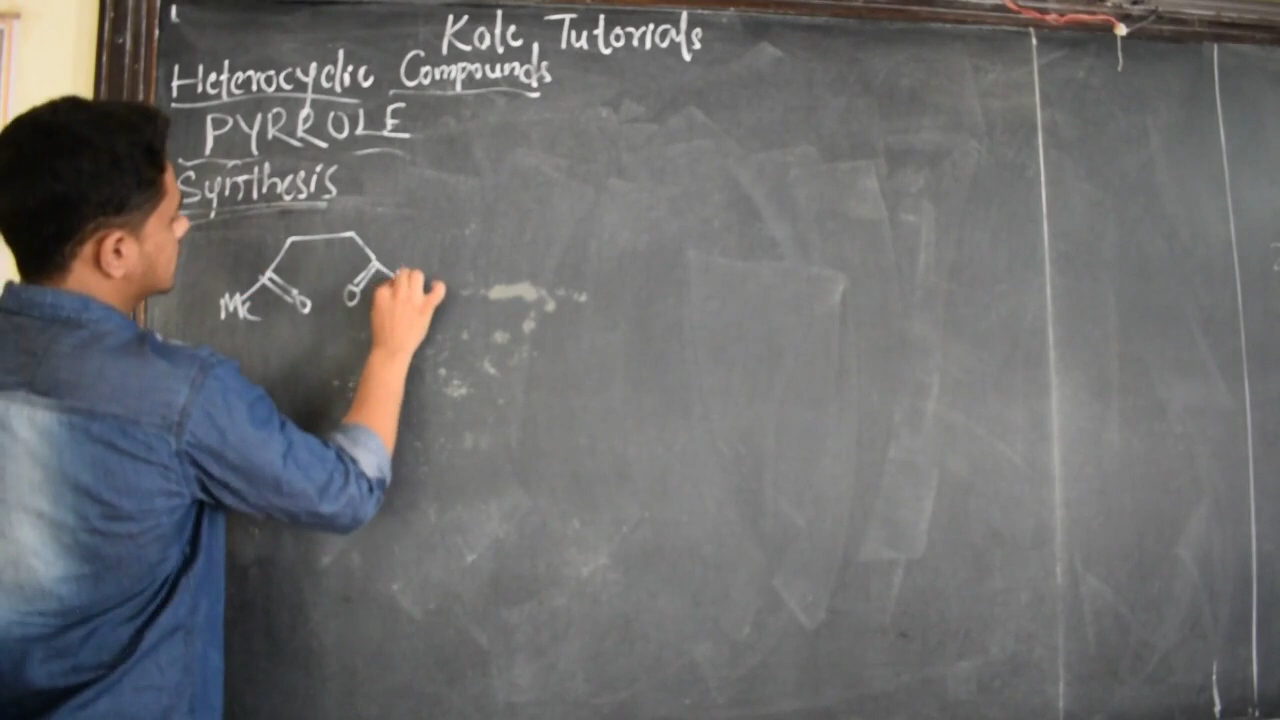 Kole Tutorials
Heterocyclic Compounds
PYRROLE
Synthesis
Me O O